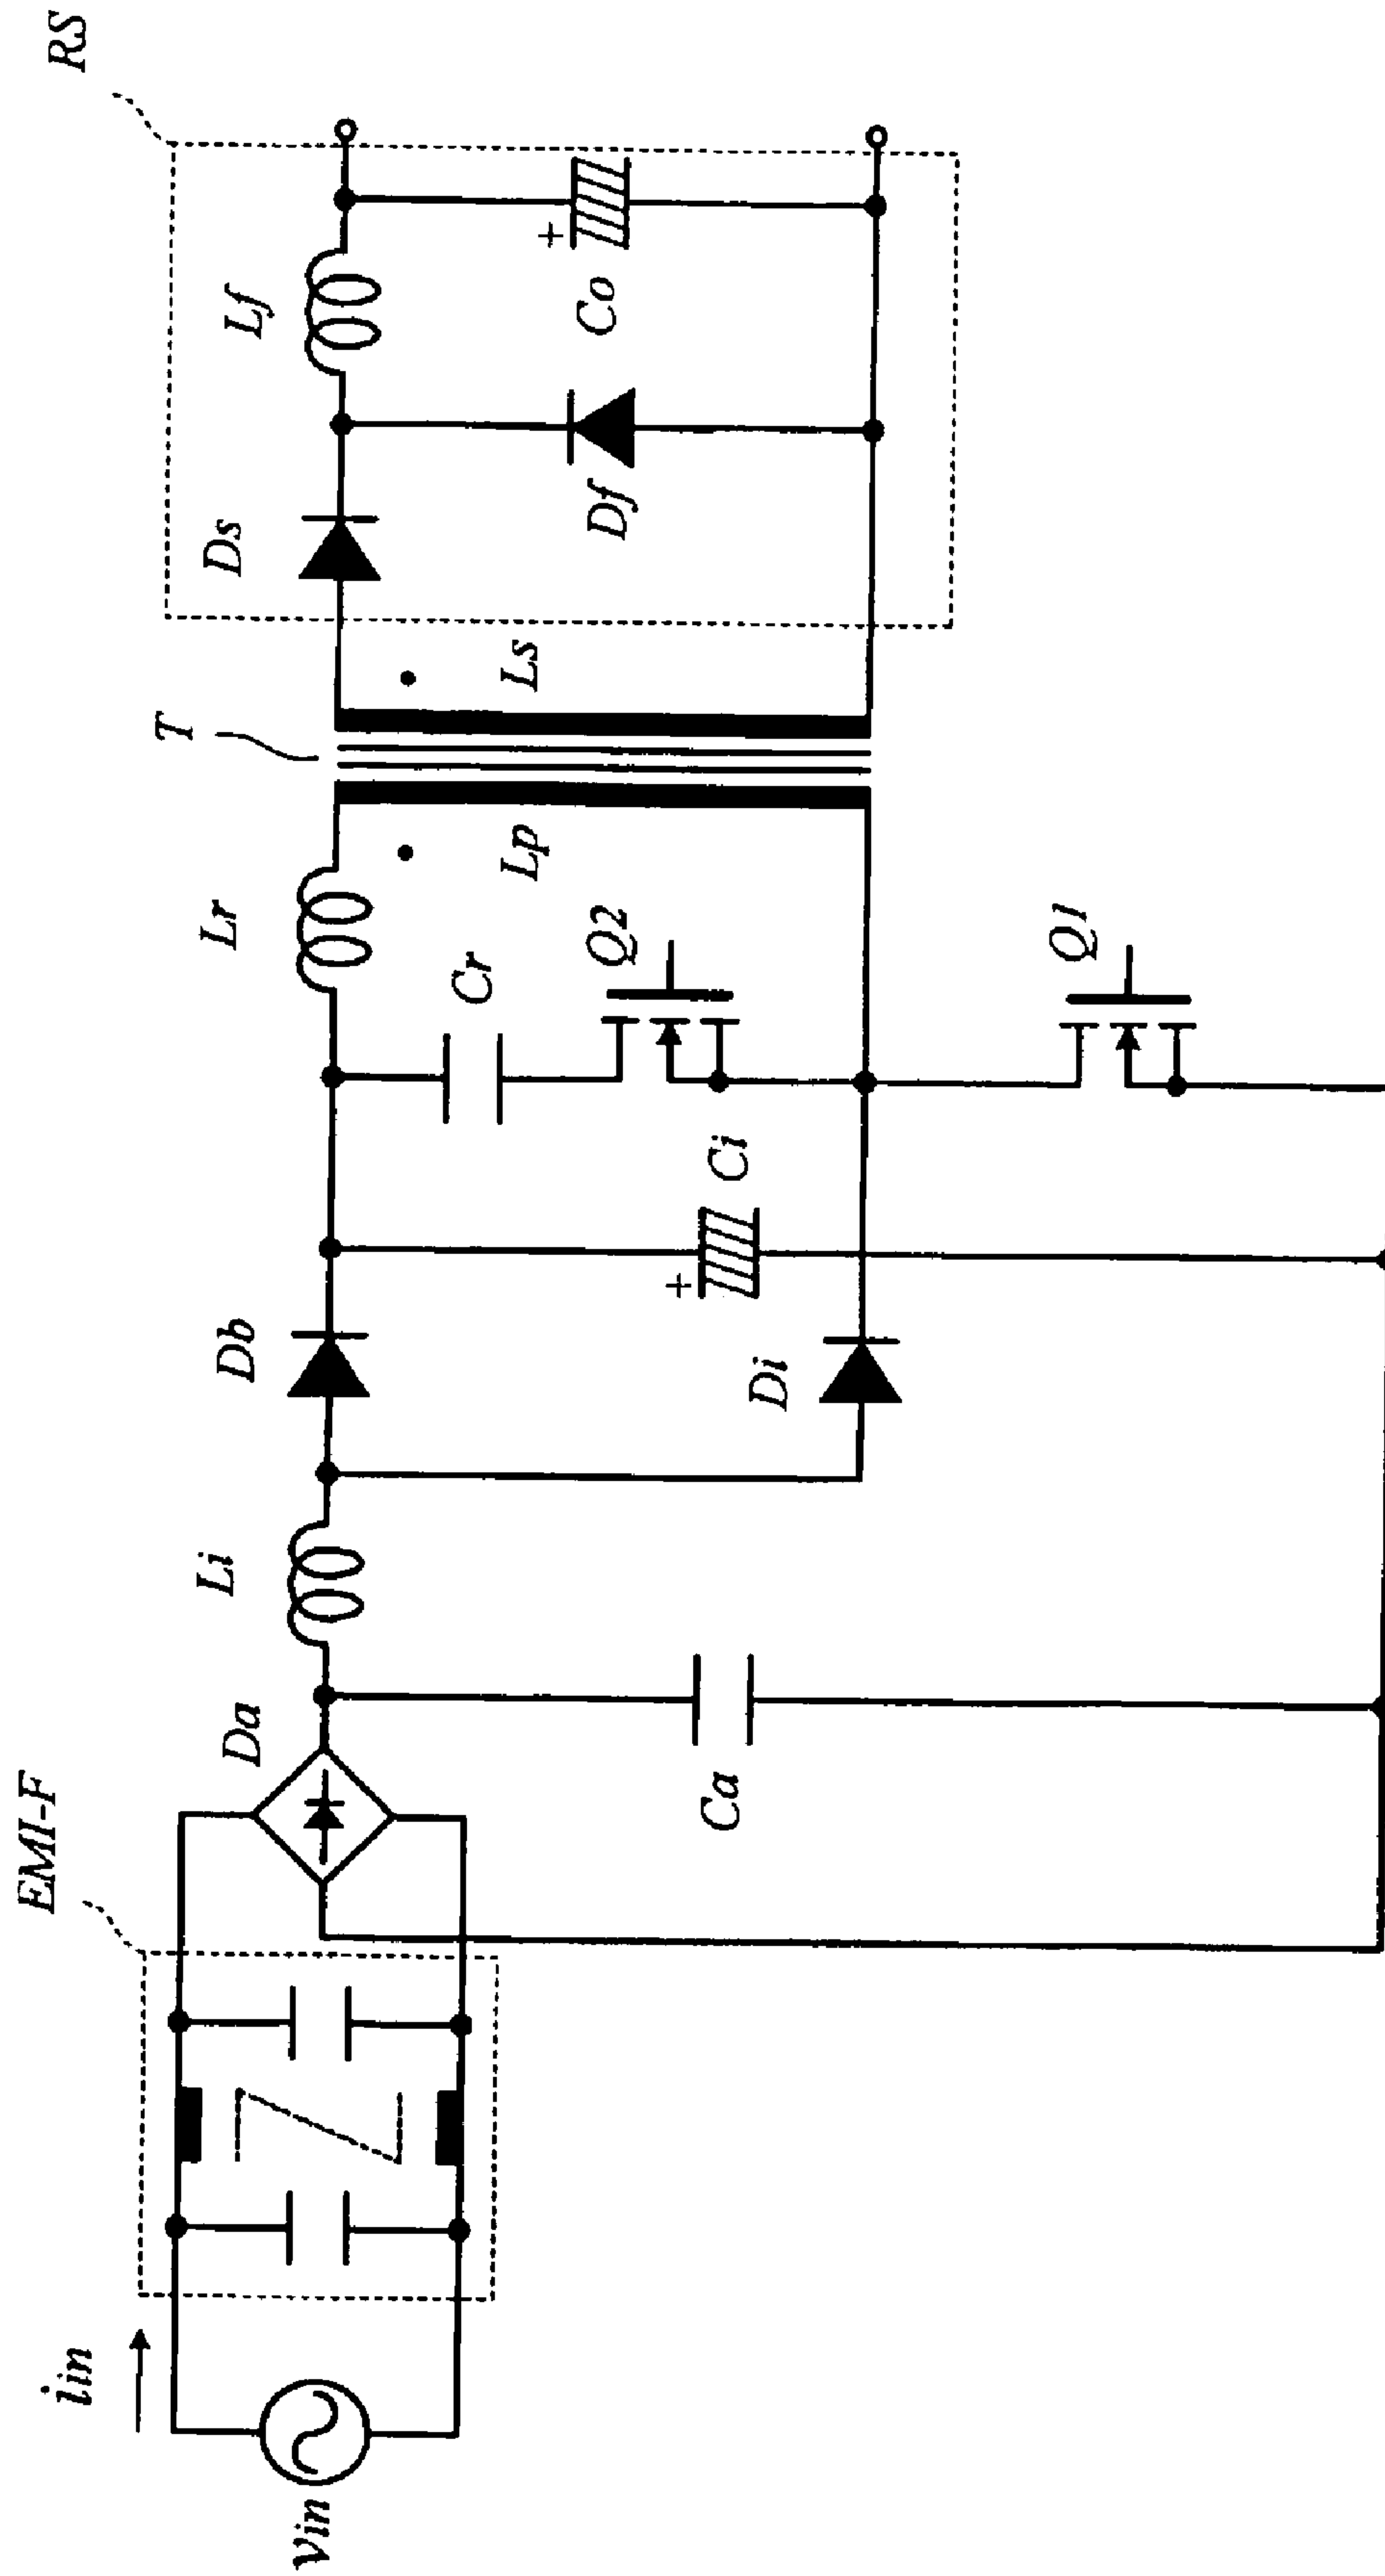 vin
iin
EMI-F
Da
Ca
Li
Db
Di
+
Ci
Cr
Q2
Q1
Lr
Lp
T
Ls
RS
Ds
Df
Lf
+
Co